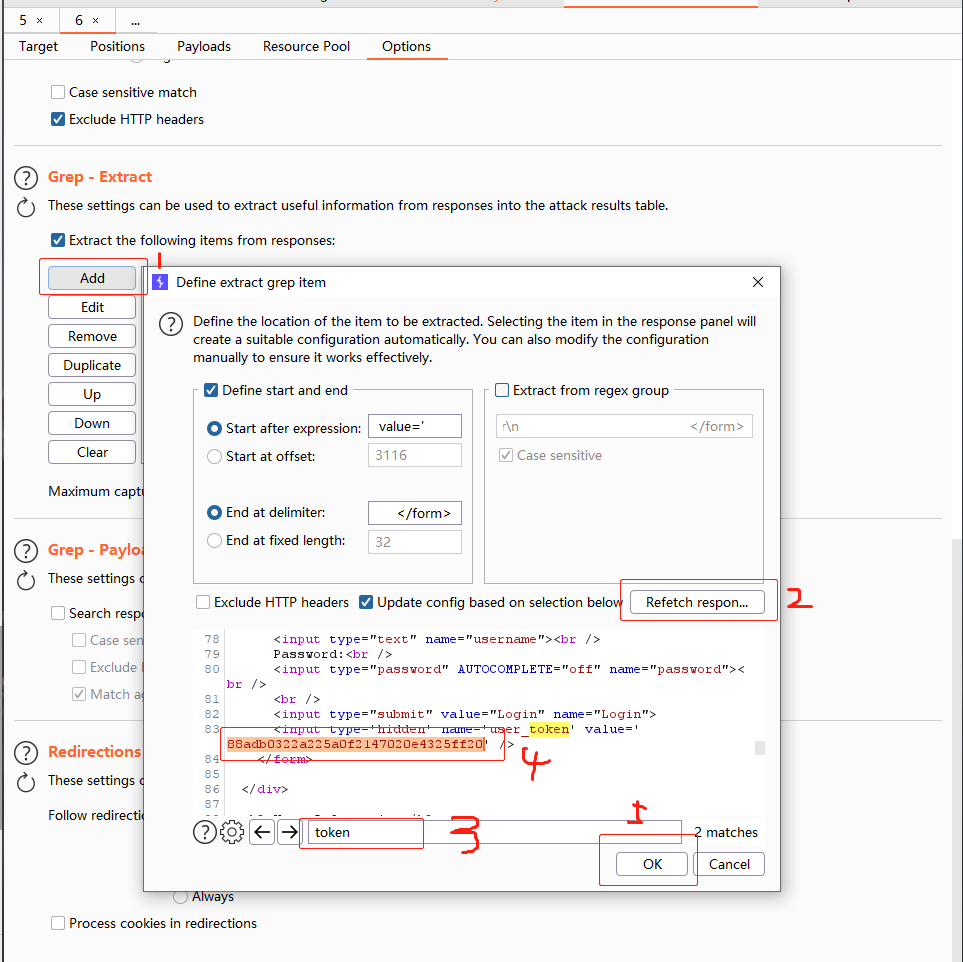 5 × 6 × ...
Target Positions Payloads Resource Pool Options
Case sensitive match
Exclude HTTP headers
Grep - Extract
These settings can be used to extract useful information from responses into the attack results table.
Extract the following items from responses:
Add
1
Edit
Remove
Duplicate
Up
Down
Clear
Maximum captu
Grep - Paylo
These settings c
Search respo
Case sen
Exclude
Match ag
Redirections
These settings c
Follow redirectio
Always
Process cookies in redirections
Define extract grep item
Define the location of the item to be extracted. Selecting the item in the response panel will
create a suitable configuration automatically. You can also modify the configuration
manually to ensure it works effectively.
Define start and end
Start after expression: value='
Start at offset: 3116
End at delimiter: </form>
End at fixed length: 32
Extract from regex group
r\n </form>
Case sensitive
Exclude HTTP headers Update config based on selection below Refetch respon...
2
78 <input type="text" name="username"><br />
79 Password:<br />
80 <input type="password" AUTOCOMPLETE="off" name="password"><
br />
81 <br />
82 <input type="submit" value="Login" name="Login">
83 <input type='hidden' name='user_token' value='
88adb0322a225a0f2147020e4325ff20' />
84 </form>
4
85
86 </div>
87
token
3
2 matches
OK Cancel